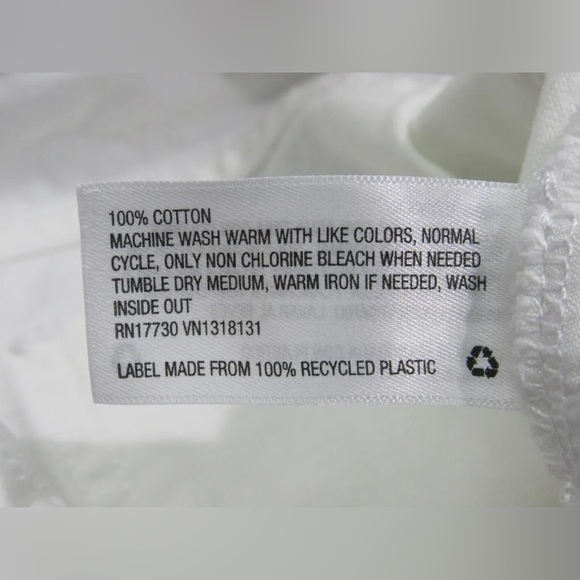 100% COTTON
MACHINE WASH WARM WITH LIKE COLORS, NORMAL
CYCLE, ONLY NON CHLORINE BLEACH WHEN NEEDED
TUMBLE DRY MEDIUM, WARM IRON IF NEEDED, WASH
INSIDE OUT
RN17730 VN1318131
LABEL MADE FROM 100% RECYCLED PLASTIC